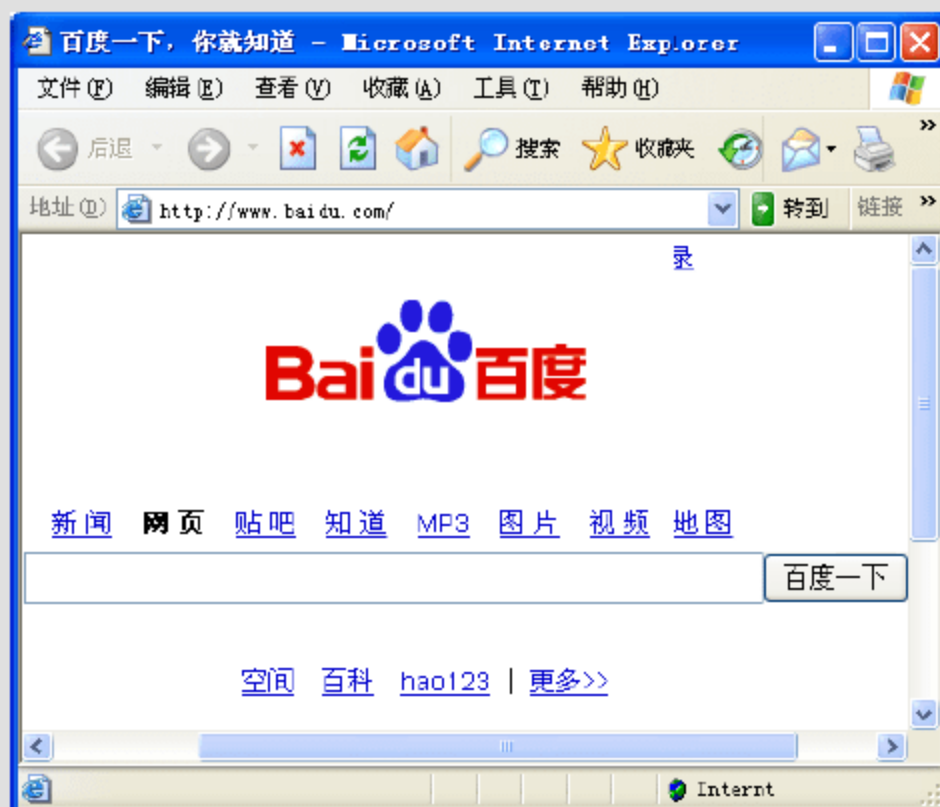 百度一下，你就知道 - Microsoft Internet Explorer
文件(F) 编辑(E) 查看(V) 收藏(A) 工具(T) 帮助(H)
后退 搜索 收藏夹 »
地址(D) http://www.baidu.com/ 转到 链接 »
录
Bai du 百度
新闻 网页 贴吧 知道 MP3 图片 视频 地图
百度一下
空间 百科 hao123 | 更多>>
Internt